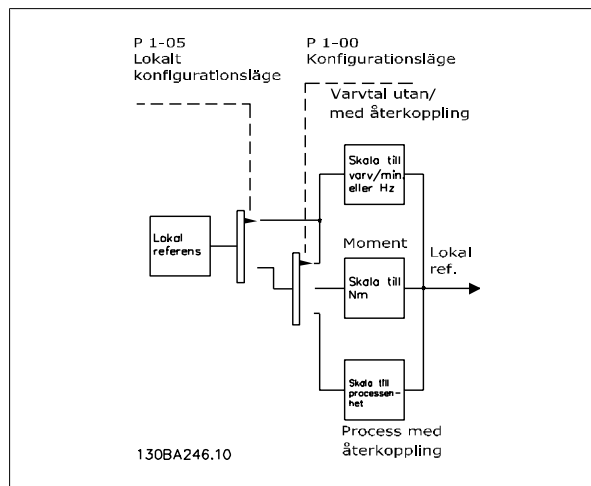 P 1-05
Lokalt
konfigurationsläge
P 1-00
Konfigurationsläge
Varvtal utan/
med återkoppling
Skala till
varv/min.
eller Hz
Lokal
referens
Moment
Skala till
Nm
Lokal
ref.
Skala till
processen-
het
Process med
återkoppling
130BA246.10